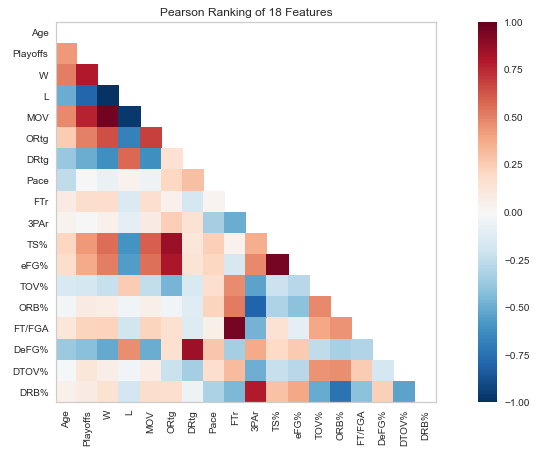 Pearson Ranking of 18 Features
Age
Playoffs
W
L
MOV
ORtg
DRtg
Pace
FTr
3PAr
TS%
eFG%
TOV%
ORB%
FT/FGA
DeFG%
DTOV%
DRB%
Age
Playoffs
W
L
MOV
ORtg
DRtg
Pace
FTr
3PAr
TS%
eFG%
TOV%
ORB%
FT/FGA
DeFG%
DTOV%
DRB%
1.00
0.75
0.50
0.25
0.00
−0.25
−0.50
−0.75
−1.00